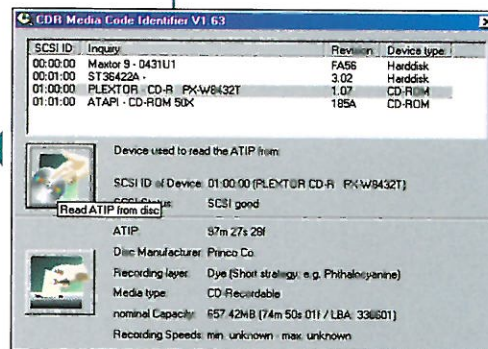 CDR Media Code Identifier V1.63
SCSI ID Inquiry Revision Device type
00:00:00 Maxtor 9 - 0431U1 FA56 Harddisk
00:01:00 ST36422A - 3.02 Harddisk
01:00:00 PLEXTOR - CD-R PX-W8432T 1.07 CD-ROM
01:01:00 ATAPI - CD-ROM 50X 185A CD-ROM
Device used to read the ATIP from:
SCSI ID of Device: 01:00:00 (PLEXTOR CD-R PX-W8432T)
SCSI Status: SCSI good
Read ATIP from disc
ATIP: 97m 27s 28f
Disc Manufacturer: Princo Co.
Recording layer: Dye (Short strategy; e.g. Phthalocyanine)
Media type: CD-Recordable
nominal Capacity: 657.42MB (74m 50s 01f / LBA: 336601)
Recording Speeds: min. unknown - max. unknown